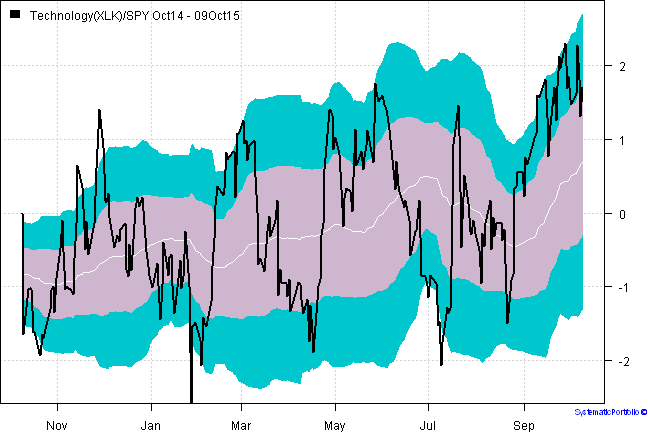 Technology(XLK)/SPY Oct14 - 09Oct15
2
1
0
-1
-2
Nov Jan Mar May Jul Sep
SystematicPortfolio ©